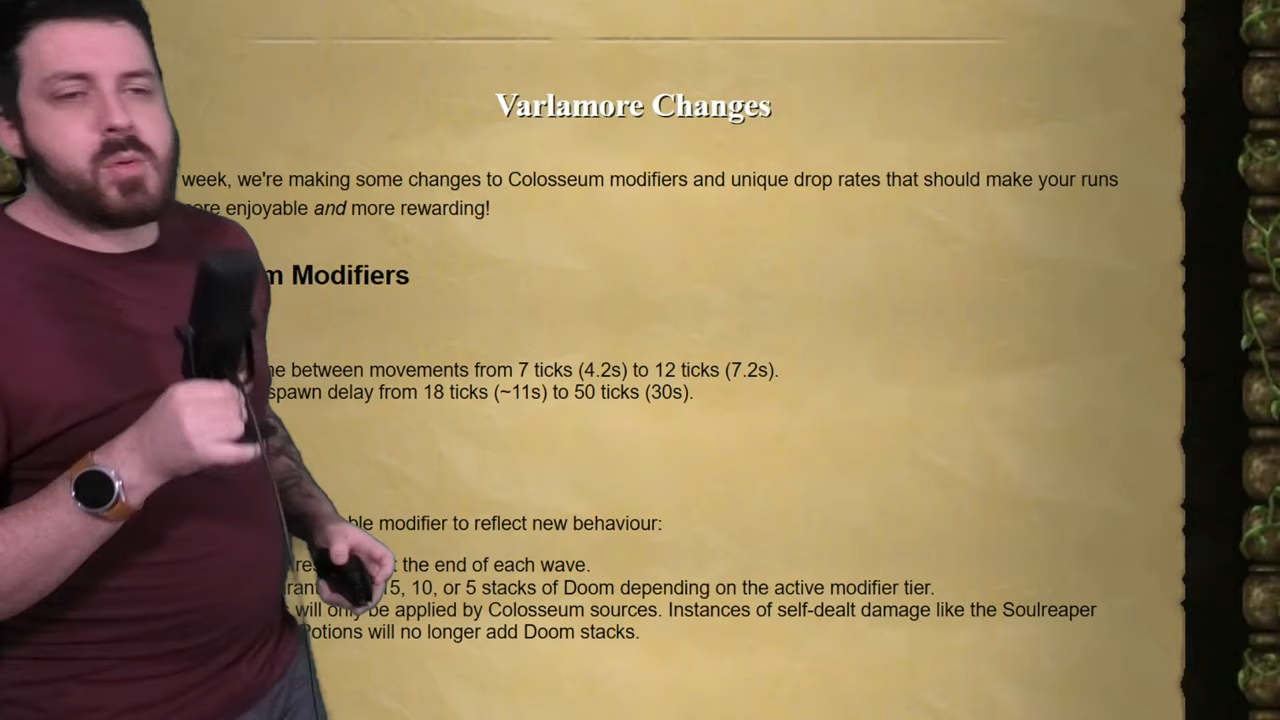 Varlamore Changes
week, we're making some changes to Colosseum modifiers and unique drop rates that should make your runs
ore enjoyable and more rewarding!
m Modifiers
between movements from 7 ticks (4.2s) to 12 ticks (7.2s).
spawn delay from 18 ticks (~11s) to 50 ticks (30s).
modifier to reflect new behaviour:
the end of each wave.
5, 10, or 5 stacks of Doom depending on the active modifier tier.
will only be applied by Colosseum sources. Instances of self-dealt damage like the Soulreaper
Potions will no longer add Doom stacks.